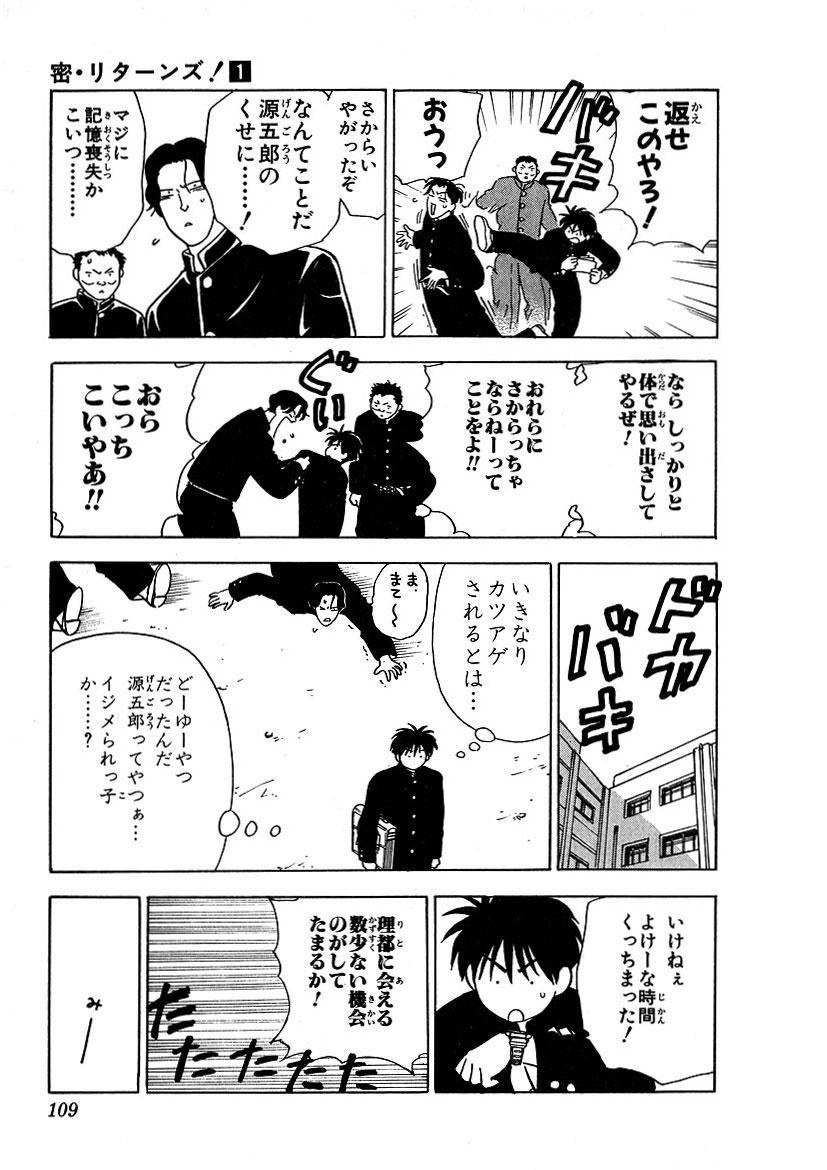 密・リターンズ！1
返せ
このやろ！
バキ
おうっ
さからい
やがったぞ
なんてことだ
源五郎の
くせに……！
マジに
記憶喪失か
こいつ………
なら しっかりと
体で思い出さして
やるぜ！
おれらに
さからっちゃ
ならねーって
ことをよ!!
ぐい
おら
こっち
こいやあ!!
ドカ
バキ
いきなり
カツアゲ
されるとは…
ま、
まて〜
どーゆーやつ
だったんだ
源五郎ってやつぁ…
イジメられっ子
か……？
いけねぇ
よけーな時間
くっちまった！
理都に会える
数少ない機会
のがして
たまるか！
たたたたた
みー
109